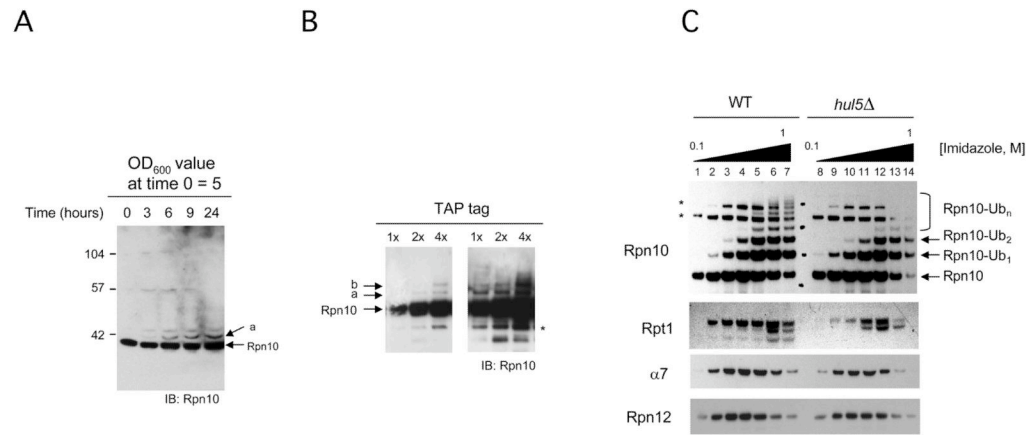 A
B
C
OD600 value
at time 0 = 5
Time (hours) 0 3 6 9 24
104
57
42
a
Rpn10
IB: Rpn10
TAP tag
1x 2x 4x 1x 2x 4x
b
a
Rpn10
*
IB: Rpn10
WT hul5Δ
0.1 1 0.1 1
[Imidazole, M]
1 2 3 4 5 6 7 8 9 10 11 12 13 14
*
*
Rpn10
Rpn10-Ubn
Rpn10-Ub2
Rpn10-Ub1
Rpn10
Rpt1
α7
Rpn12